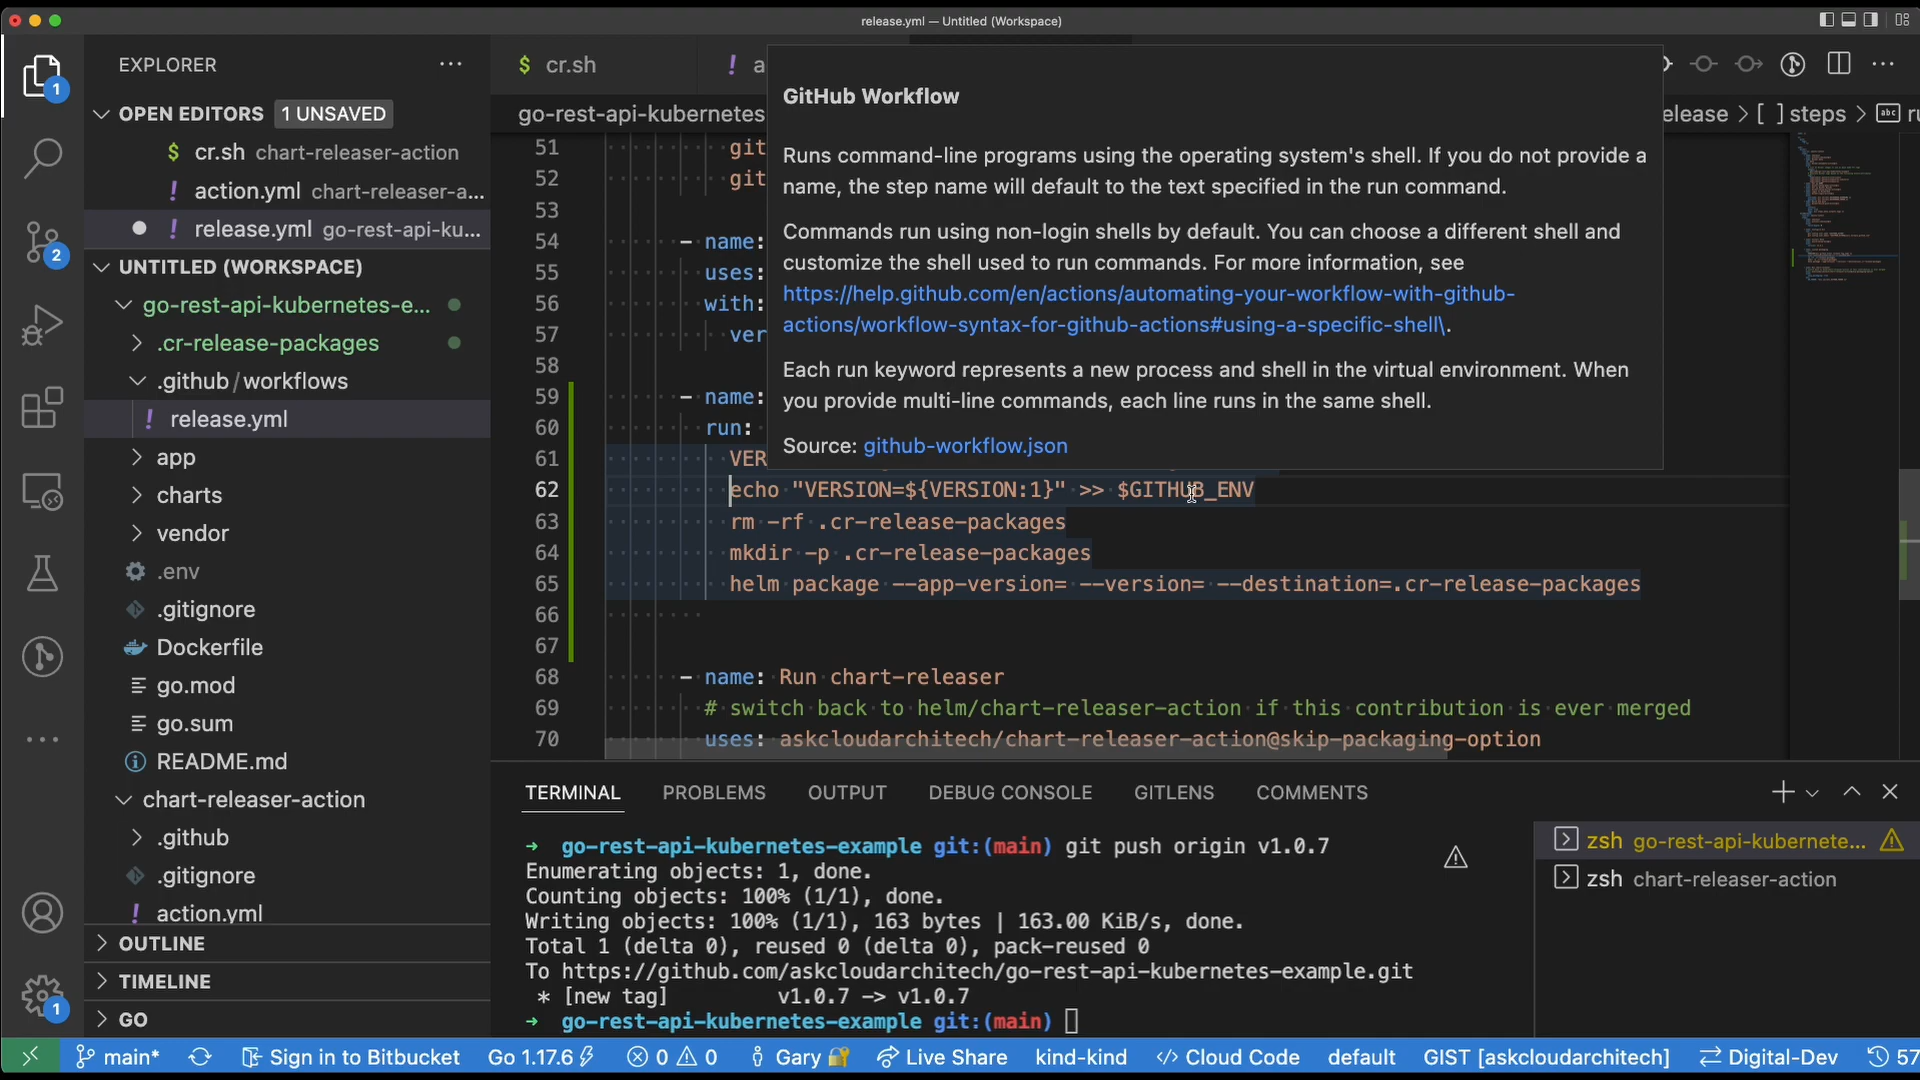 release.yml — Untitled (Workspace)
EXPLORER
OPEN EDITORS 1 UNSAVED
$ cr.sh chart-releaser-action
! action.yml chart-releaser-a...
! release.yml go-rest-api-ku...
UNTITLED (WORKSPACE)
go-rest-api-kubernetes-e...
.cr-release-packages
.github/workflows
! release.yml
app
charts
vendor
.env
.gitignore
Dockerfile
go.mod
go.sum
README.md
chart-releaser-action
.github
.gitignore
! action.yml
OUTLINE
TIMELINE
GO
1
2
1
$ cr.sh
! a
go-rest-api-kubernetes
elease > [ ] steps > abc ru
GitHub Workflow
Runs command-line programs using the operating system's shell. If you do not provide a
name, the step name will default to the text specified in the run command.
Commands run using non-login shells by default. You can choose a different shell and
customize the shell used to run commands. For more information, see
https://help.github.com/en/actions/automating-your-workflow-with-github-
actions/workflow-syntax-for-github-actions#using-a-specific-shell\.
Each run keyword represents a new process and shell in the virtual environment. When
you provide multi-line commands, each line runs in the same shell.
Source: github-workflow.json
51 git
52 git
53
54 - name:
55 uses:
56 with:
57 ver
58
59 - name:
60 run:
61 VER
62 echo "VERSION=${VERSION:1}" >> $GITHUB_ENV
63 rm -rf .cr-release-packages
64 mkdir -p .cr-release-packages
65 helm package --app-version= --version= --destination=.cr-release-packages
66
67
68 - name: Run chart-releaser
69 # switch back to helm/chart-releaser-action if this contribution is ever merged
70 uses: askcloudarchitech/chart-releaser-action@skip-packaging-option
TERMINAL PROBLEMS OUTPUT DEBUG CONSOLE GITLENS COMMENTS
→ go-rest-api-kubernetes-example git:(main) git push origin v1.0.7
Enumerating objects: 1, done.
Counting objects: 100% (1/1), done.
Writing objects: 100% (1/1), 163 bytes | 163.00 KiB/s, done.
Total 1 (delta 0), reused 0 (delta 0), pack-reused 0
To https://github.com/askcloudarchitech/go-rest-api-kubernetes-example.git
* [new tag] v1.0.7 -> v1.0.7
→ go-rest-api-kubernetes-example git:(main)
zsh go-rest-api-kubernete...
zsh chart-releaser-action
main* Sign in to Bitbucket Go 1.17.6 0 0 Gary Live Share kind-kind Cloud Code default GIST [askcloudarchitech] Digital-Dev 57